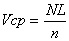 Vcp = NL / n